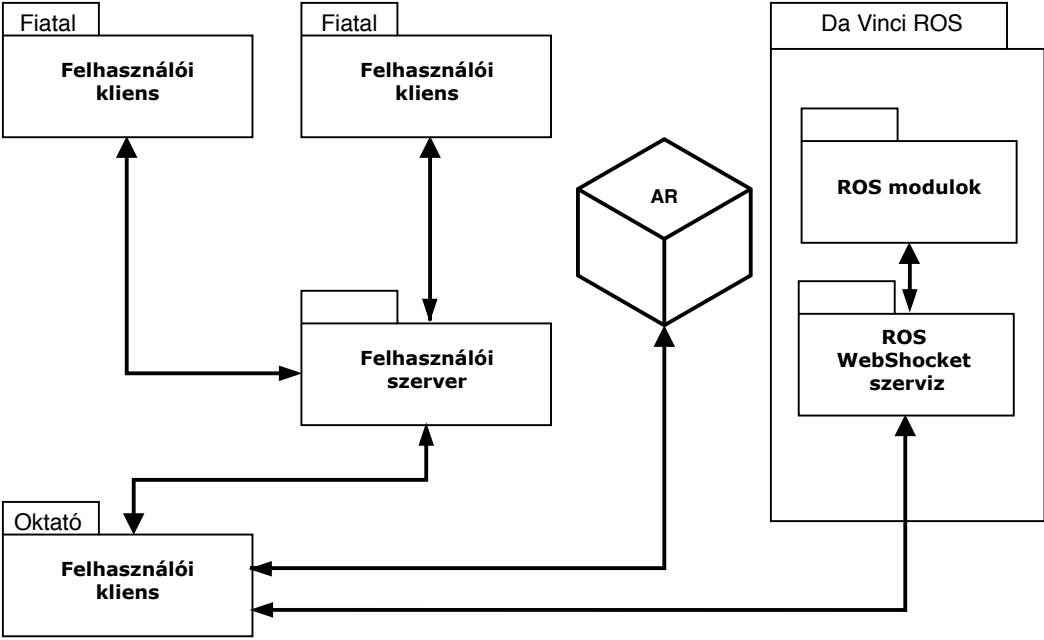 Fiatal
Felhasználói
kliens
Fiatal
Felhasználói
kliens
Da Vinci ROS
ROS modulok
AR
ROS
WebShocket
szerviz
Felhasználói
szerver
Oktató
Felhasználói
kliens